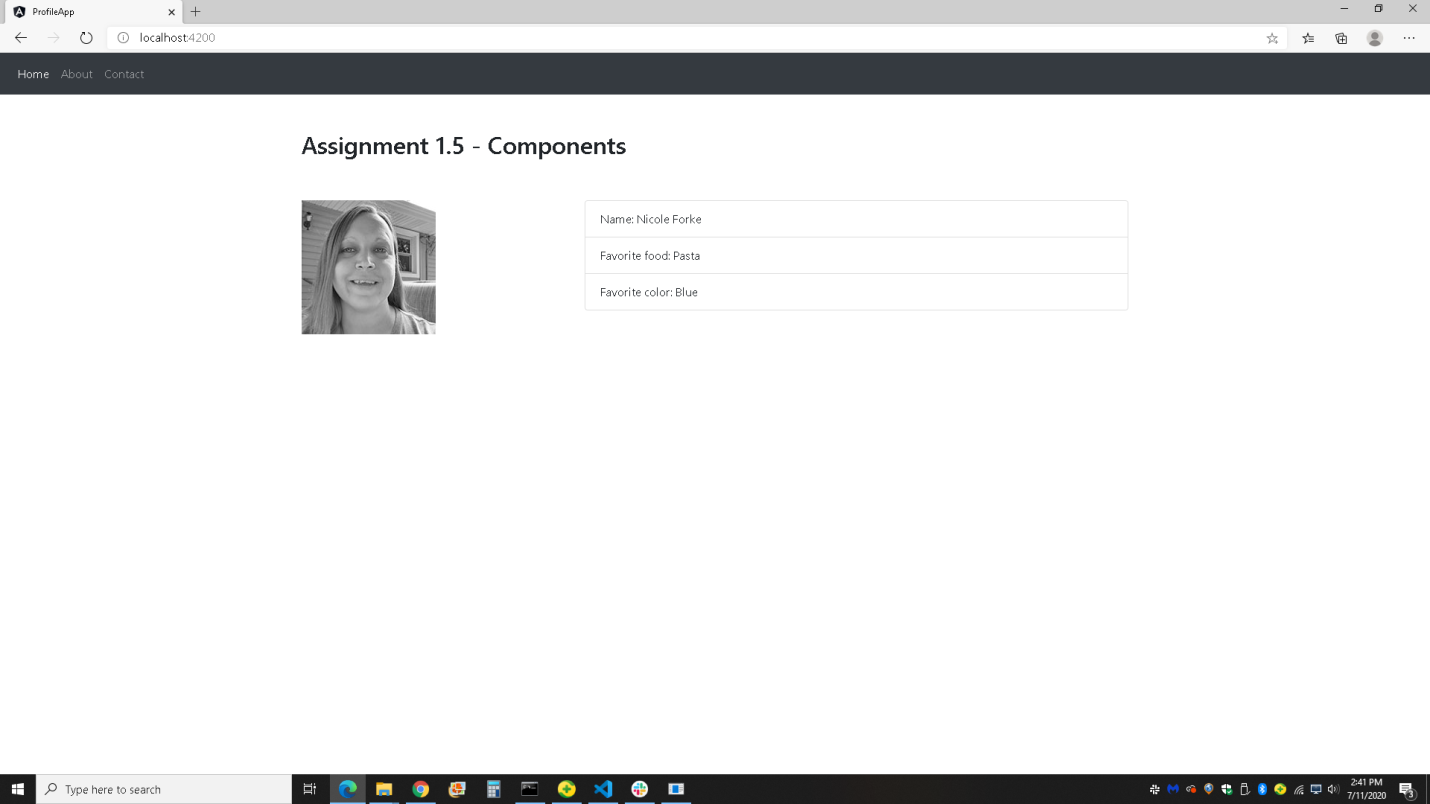 ProfileApp
localhost:4200
Home About Contact
Assignment 1.5 - Components
Name: Nicole Forke
Favorite food: Pasta
Favorite color: Blue
Type here to search
2:41 PM
7/11/2020
3